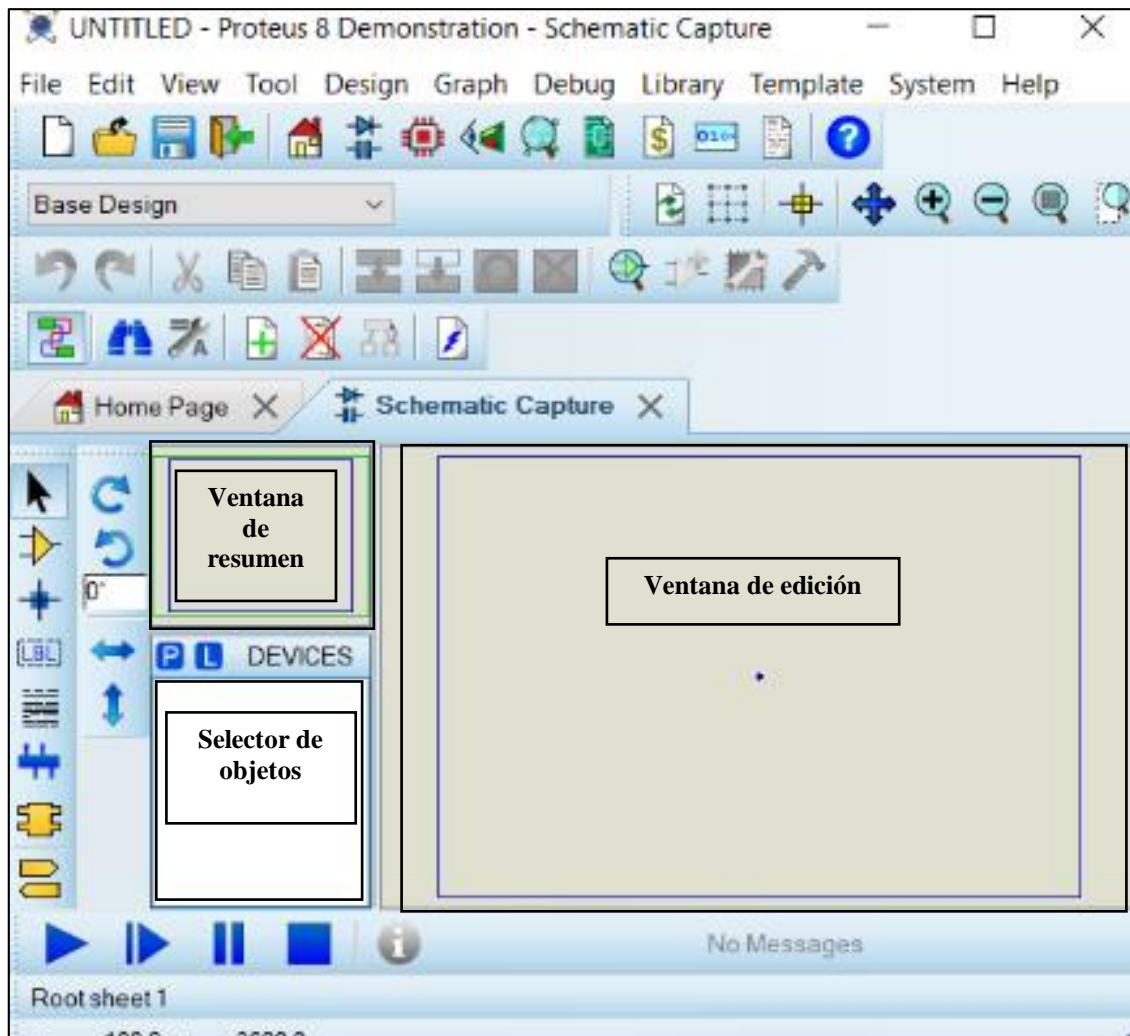 UNTITLED - Proteus 8 Demonstration - Schematic Capture
File Edit View Tool Design Graph Debug Library Template System Help
Base Design
Home Page
Schematic Capture
Ventana
de
resumen
Ventana de edición
0°
LBL
P L DEVICES
Selector de
objetos
No Messages
Root sheet 1